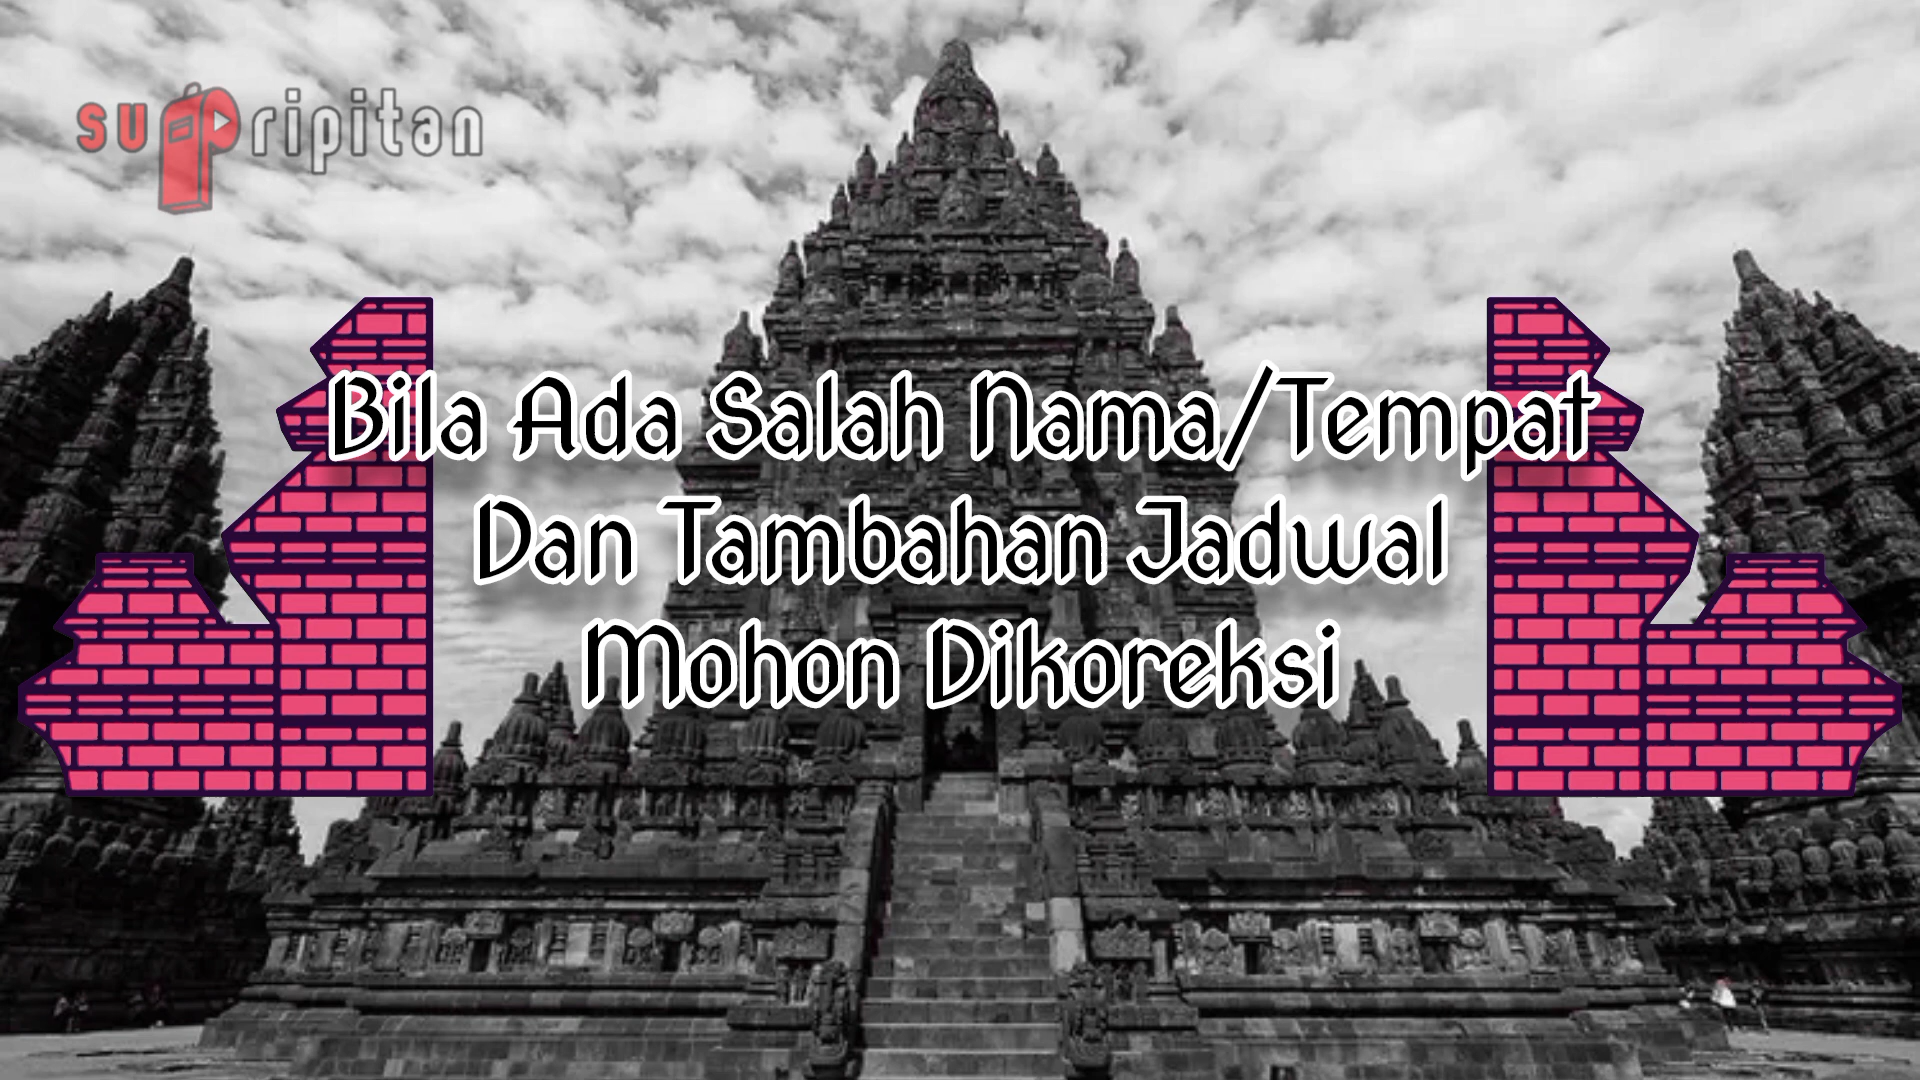 supripitan
Bila Ada Salah Nama/Tempat
Dan Tambahan Jadwal
Mohon Dikoreksi